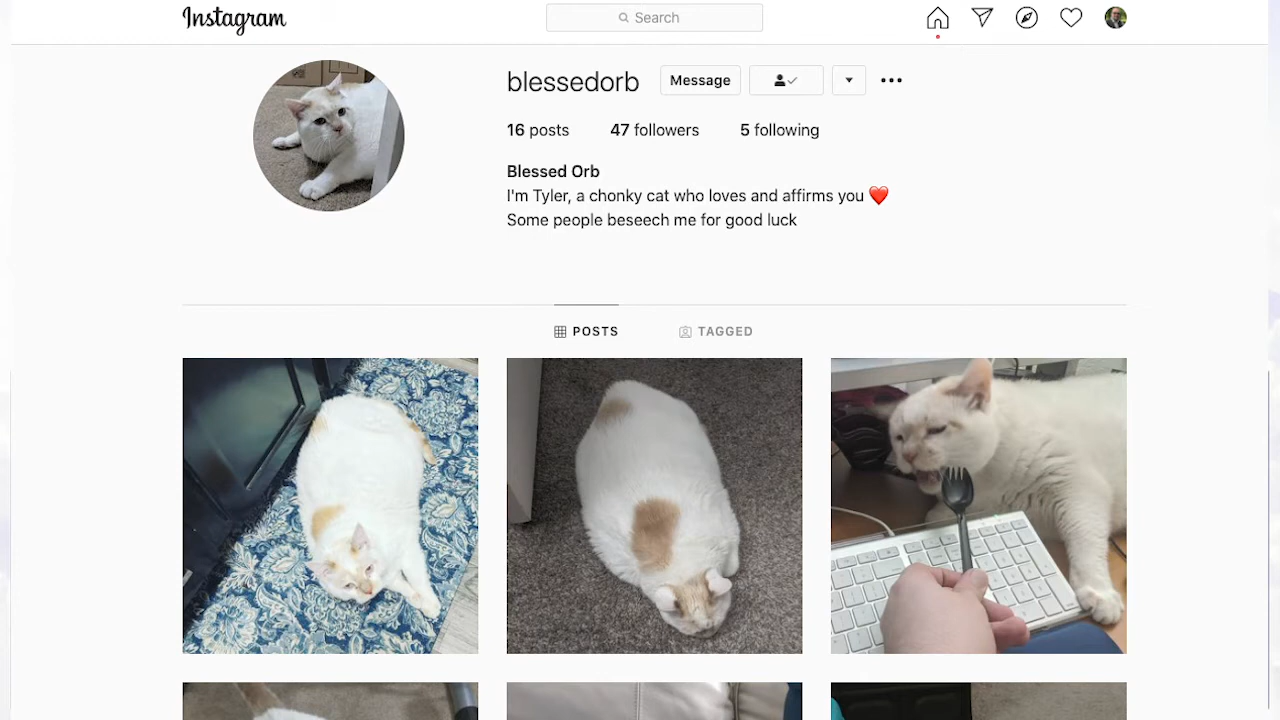 Instagram
Search
blessedorb
Message
16 posts 47 followers 5 following
Blessed Orb
I'm Tyler, a chonky cat who loves and affirms you ❤️
Some people beseech me for good luck
POSTS TAGGED